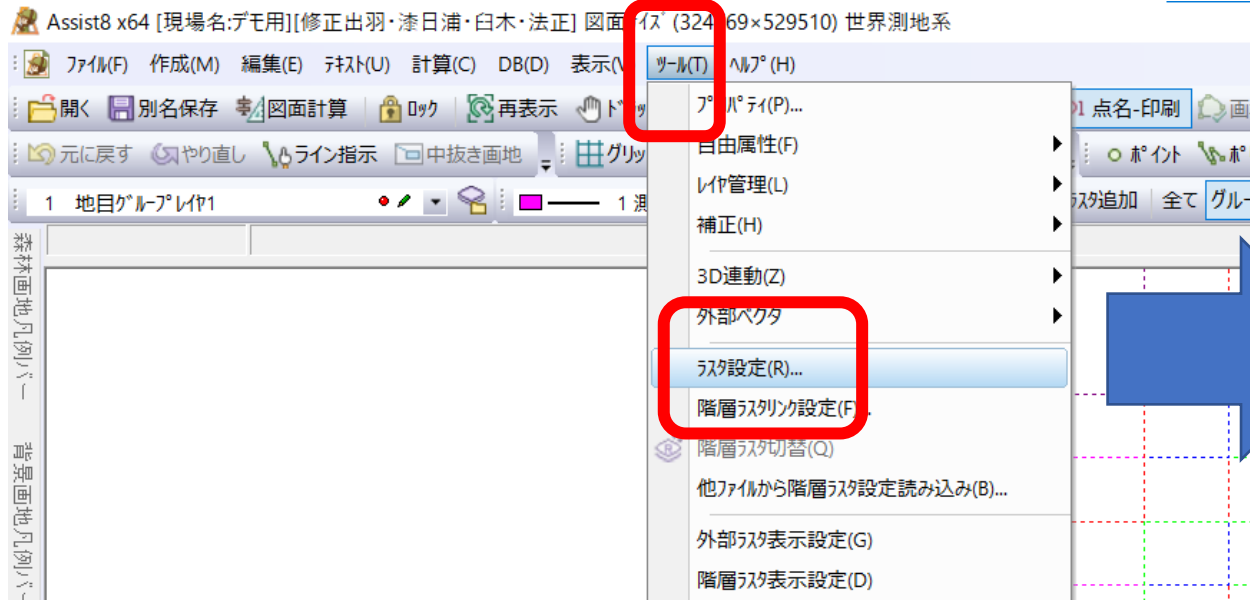 Assist8 x64 [現場名:デモ用][修正出羽・漆日浦・臼木・法正] 図面 ｲｽﾞ (324 69×529510) 世界測地系
ﾌｧｲﾙ(F) 作成(M) 編集(E) ﾃｷｽﾄ(U) 計算(C) DB(D) 表示(V ﾂｰﾙ(T) ﾍﾙﾌﾟ(H)
開く 別名保存 図面計算 ﾛｯｸ 再表示 点名-印刷 画
元に戻す やり直し ライン指示 中抜き画地 グリッ ﾎﾟｲﾝﾄ ﾎﾟ
1 地目ｸﾞﾙｰﾌﾟﾚｲﾔ1 1 測 ﾗｽﾀ追加 全て グルー
ﾌﾟﾛﾊﾟﾃｨ(P)...
自由属性(F)
ﾚｲﾔ管理(L)
補正(H)
3D連動(Z)
外部ベクタ
ﾗｽﾀ設定(R)...
階層ﾗｽﾀﾘﾝｸ設定(F)..
階層ﾗｽﾀ切替(Q)
他ﾌｧｲﾙから階層ﾗｽﾀ設定読み込み(B)...
外部ﾗｽﾀ表示設定(G)
階層ﾗｽﾀ表示設定(D)
森林画地凡例バー
背景画地凡例バー